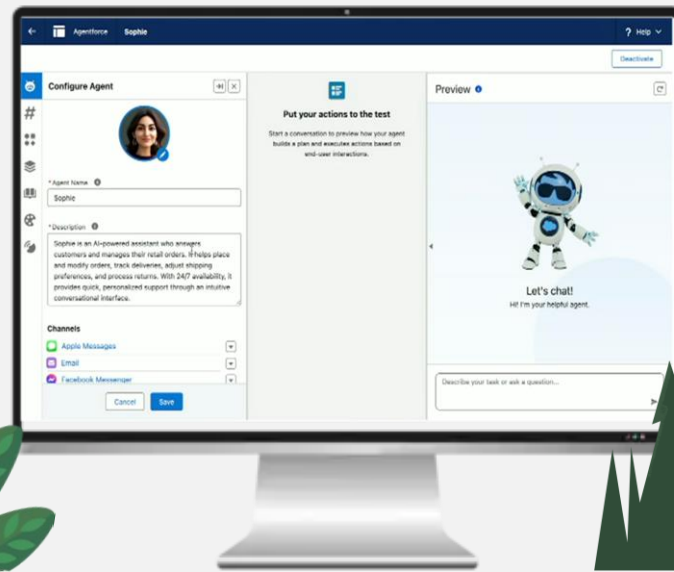 Agentforce
Sophie
? Help
Deactivate
Configure Agent
* Agent Name
Sophie
* Description
Sophie is an AI-powered assistant who answers
customers and manages their retail orders. It helps place
and modify orders, track deliveries, adjust shipping
preferences, and process returns. With 24/7 availability, it
provides quick, personalized support through an intuitive
conversational interface.
Channels
Apple Messages
Email
Facebook Messenger
Cancel
Save
Put your actions to the test
Start a conversation to preview how your agent
builds a plan and executes actions based on
end-user interactions.
Preview
Let's chat!
Hi! I'm your helpful agent.
Describe your task or ask a question...